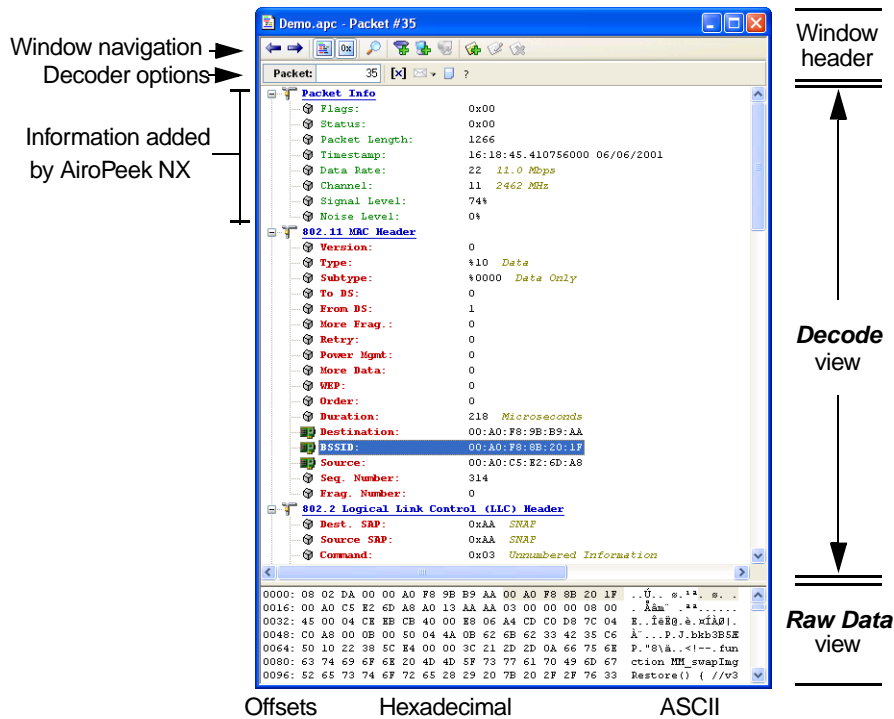 Demo.apc - Packet #35
Window navigation
Window
header
Decoder options
Packet: 35 ?
Packet Info
Flags: 0x00
Status: 0x00
Packet Length: 1266
Timestamp: 16:18:45.410756000 06/06/2001
Data Rate: 22 11.0 Mbps
Channel: 11 2462 MHz
Signal Level: 74%
Noise Level: 0%
Information added
by AiroPeek NX
802.11 MAC Header
Version: 0
Type: %10 Data
Subtype: %0000 Data Only
To DS: 0
From DS: 1
More Frag.: 0
Retry: 0
Power Mgmt: 0
More Data: 0
WEP: 0
Order: 0
Duration: 218 Microseconds
Destination: 00:A0:F8:9B:B9:AA
BSSID: 00:A0:F8:8B:20:1F
Source: 00:A0:C5:E2:6D:A8
Seq. Number: 314
Frag. Number: 0
Decode
view
802.2 Logical Link Control (LLC) Header
Dest. SAP: 0xAA SNAP
Source SAP: 0xAA SNAP
Command: 0x03 Unnumbered Information
0000: 08 02 DA 00 00 A0 F8 9B B9 AA 00 A0 F8 8B 20 1F ..Ú.. ø.¹ª. ø. .
0016: 00 A0 C5 E2 6D A8 A0 13 AA AA 03 00 00 00 08 00 . Åâm¨ .ªª......
0032: 45 00 04 CE EB CB 40 00 E8 06 A4 CD C0 D8 7C 04 E..ÎëË@.è.¤ÍÀØ|.
0048: C0 A8 00 0B 00 50 04 4A 0B 62 6B 62 33 42 35 C6 À¨...P.J.bkb3B5Æ
0064: 50 10 22 38 5C E4 00 00 3C 21 2D 2D 0A 66 75 6E P."8\ä..<!--.fun
0080: 63 74 69 6F 6E 20 4D 4D 5F 73 77 61 70 49 6D 67 ction MM_swapImg
0096: 52 65 73 74 6F 72 65 28 29 20 7B 20 2F 2F 76 33 Restore() { //v3
Raw Data
view
Offsets Hexadecimal ASCII